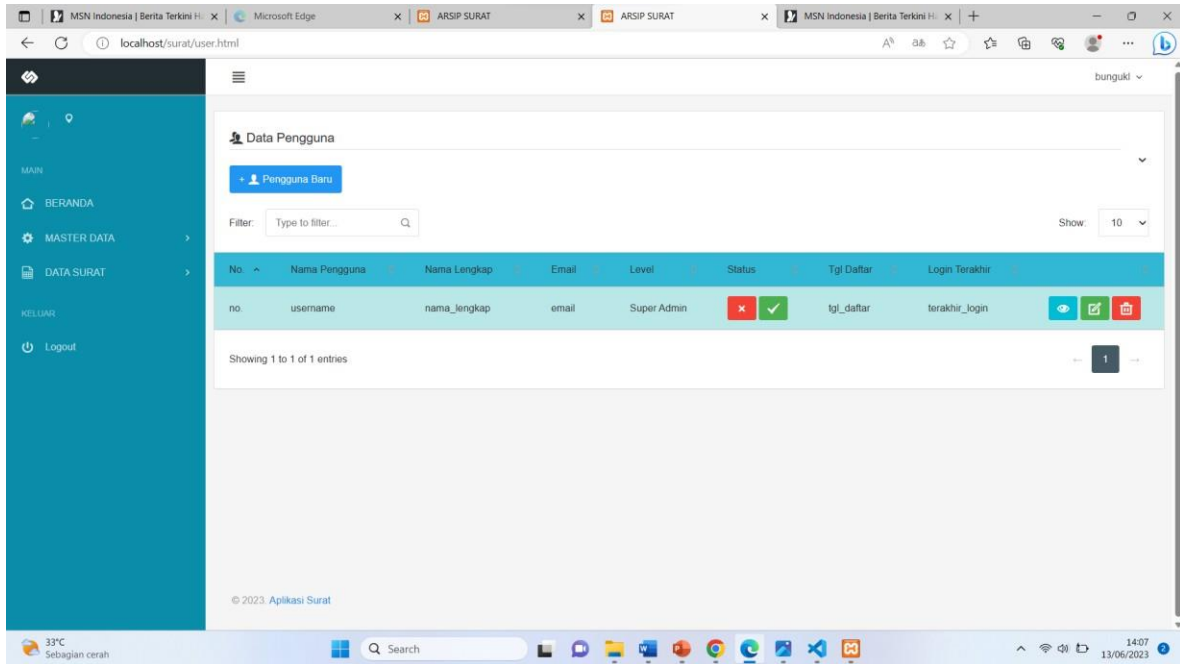 MSN Indonesia | Berita Terkini H
Microsoft Edge
ARSIP SURAT
ARSIP SURAT
MSN Indonesia | Berita Terkini H
localhost/surat/user.html
bungukl
MAIN
BERANDA
MASTER DATA
DATA SURAT
KELUAR
Logout
Data Pengguna
+ Pengguna Baru
Filter: Type to filter... Show: 10
No. Nama Pengguna Nama Lengkap Email Level Status Tgl Daftar Login Terakhir
no. username nama_lengkap email Super Admin tgl_daftar terakhir_login
Showing 1 to 1 of 1 entries ← 1 →
© 2023. Aplikasi Surat
33°C
Sebagian cerah
Search
14:07
13/06/2023
2